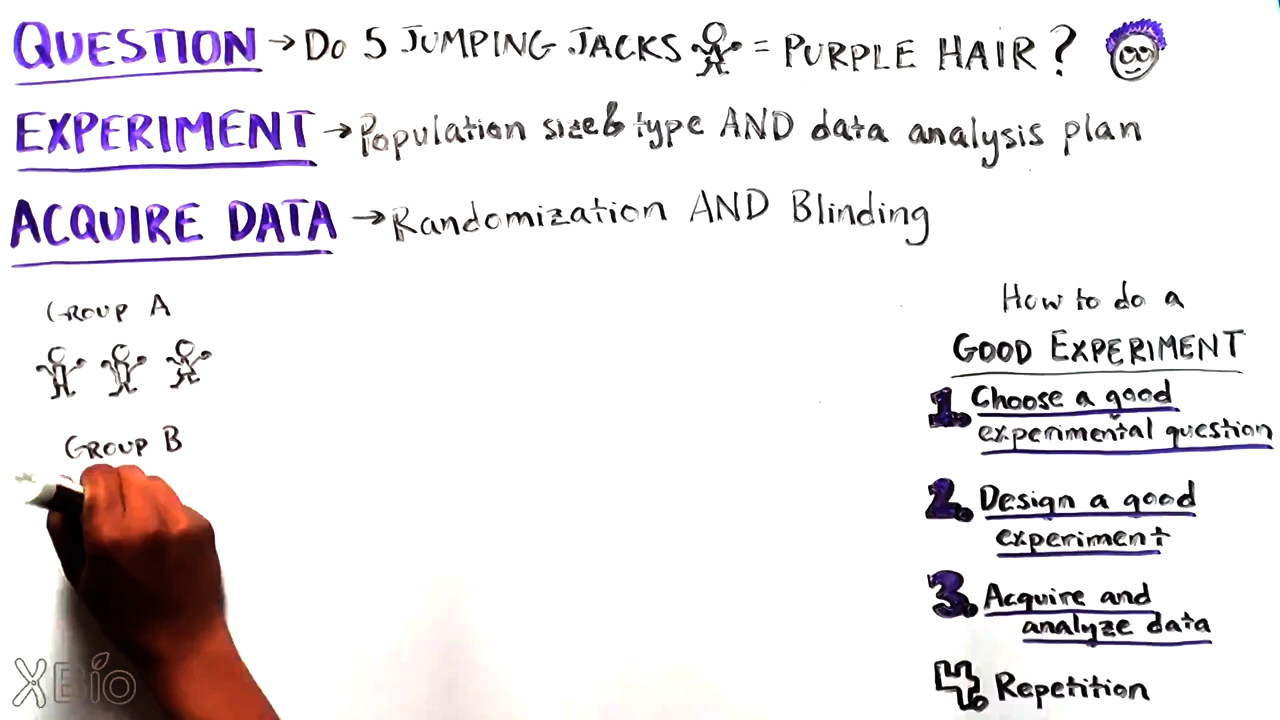 QUESTION → Do 5 JUMPING JACKS = PURPLE HAIR?
EXPERIMENT → Population size & type AND data analysis plan
ACQUIRE DATA → Randomization AND Blinding
GROUP A
GROUP B
How to do a
GOOD EXPERIMENT
1. Choose a good
experimental question
2. Design a good
experiment
3. Acquire and
analyze data
4. Repetition
XBio